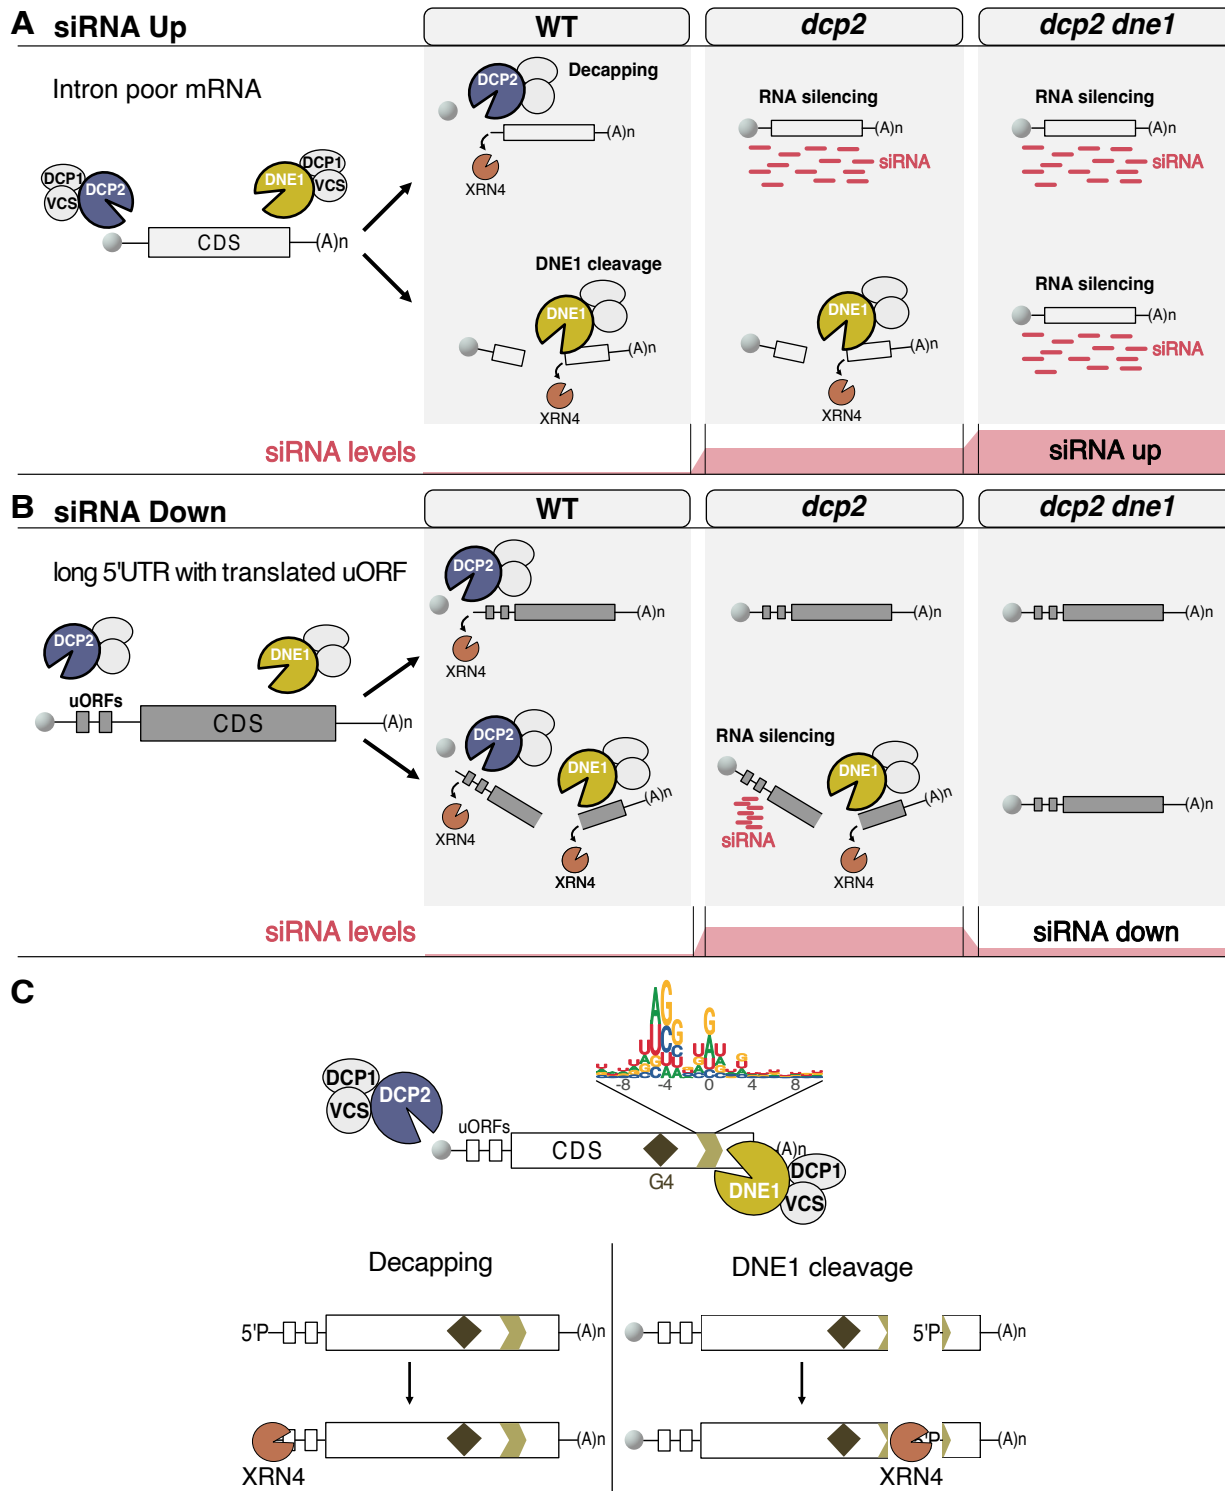 A siRNA Up WT dcp2 dcp2 dne1
Intron poor mRNA
DCP2 Decapping
XRN4
RNA silencing
(A)n
siRNA
RNA silencing
(A)n
siRNA
DCP1 VCS DCP2
DNE1 DCP1 VCS
CDS (A)n
DNE1 cleavage
DNE1
(A)n
XRN4
DNE1
(A)n
XRN4
RNA silencing
(A)n
siRNA
siRNA levels siRNA up
B siRNA Down WT dcp2 dcp2 dne1
long 5'UTR with translated uORF
DCP2
(A)n
XRN4
(A)n
(A)n
DCP2 DNE1
uORFs
CDS (A)n
DCP2
DNE1
(A)n
XRN4
XRN4
RNA silencing
DNE1
(A)n
siRNA
XRN4
(A)n
siRNA levels siRNA down
C
-8 -4 0 4 8
DCP1 VCS DCP2
uORFs
CDS (A)n
G4
DNE1 DCP1 VCS
Decapping DNE1 cleavage
5'P (A)n
5'P (A)n
(A)n
XRN4
5'P (A)n
XRN4